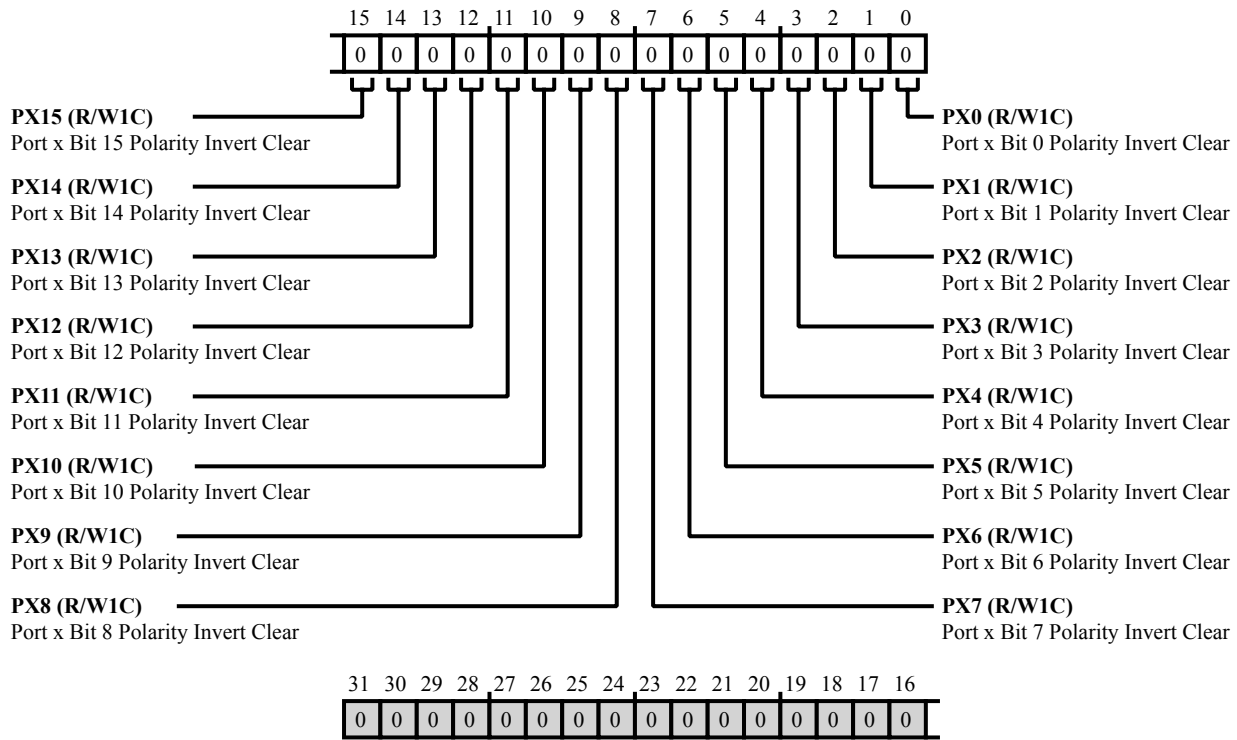 15 14 13 12 11 10 9 8 7 6 5 4 3 2 1 0
0 0 0 0 0 0 0 0 0 0 0 0 0 0 0 0
PX15 (R/W1C)
Port x Bit 15 Polarity Invert Clear
PX14 (R/W1C)
Port x Bit 14 Polarity Invert Clear
PX13 (R/W1C)
Port x Bit 13 Polarity Invert Clear
PX12 (R/W1C)
Port x Bit 12 Polarity Invert Clear
PX11 (R/W1C)
Port x Bit 11 Polarity Invert Clear
PX10 (R/W1C)
Port x Bit 10 Polarity Invert Clear
PX9 (R/W1C)
Port x Bit 9 Polarity Invert Clear
PX8 (R/W1C)
Port x Bit 8 Polarity Invert Clear
PX0 (R/W1C)
Port x Bit 0 Polarity Invert Clear
PX1 (R/W1C)
Port x Bit 1 Polarity Invert Clear
PX2 (R/W1C)
Port x Bit 2 Polarity Invert Clear
PX3 (R/W1C)
Port x Bit 3 Polarity Invert Clear
PX4 (R/W1C)
Port x Bit 4 Polarity Invert Clear
PX5 (R/W1C)
Port x Bit 5 Polarity Invert Clear
PX6 (R/W1C)
Port x Bit 6 Polarity Invert Clear
PX7 (R/W1C)
Port x Bit 7 Polarity Invert Clear
31 30 29 28 27 26 25 24 23 22 21 20 19 18 17 16
0 0 0 0 0 0 0 0 0 0 0 0 0 0 0 0